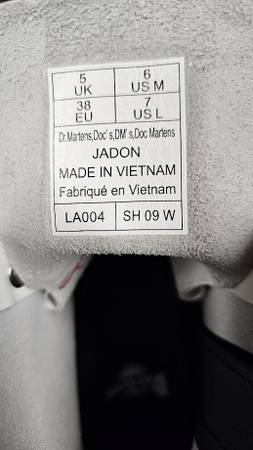 5 6
UK US M
38 7
EU US L
Dr.Martens,Doc's,DM's,Doc Martens
JADON
MADE IN VIETNAM
Fabriqué en Vietnam
LA004 SH 09 W